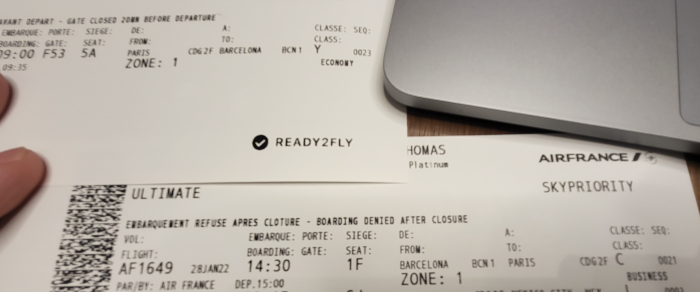 AVANT DEPART - GATE CLOSED 20MN BEFORE DEPARTURE
EMBARQUE: PORTE: SIEGE: DE: A: CLASSE: SEQ:
BOARDING: GATE: SEAT: FROM: TO: CLASS:
09:00 F53 5A PARIS CDG2F BARCELONA BCN1 Y 0023
09:35 ZONE: 1 ECONOMY
READY2FLY
HOMAS
Platinum
AIRFRANCE
SKYPRIORITY
ULTIMATE
EMBARQUEMENT REFUSE APRES CLOTURE - BOARDING DENIED AFTER CLOSURE
VOL: EMBARQUE: PORTE: SIEGE: DE: A: CLASSE: SEQ:
FLIGHT: BOARDING: GATE: SEAT: FROM: TO: CLASS:
AF1649 28JAN22 14:30 1F BARCELONA BCN1 PARIS CDG2F C 0021
PAR/BY: AIR FRANCE DEP.15:00 ZONE: 1 BUSINESS